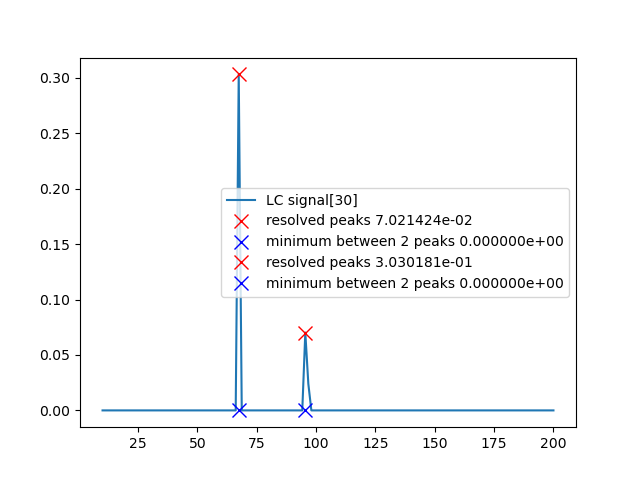 0.30
0.25
0.20
0.15
0.10
0.05
0.00
LC signal[30]
resolved peaks 7.021424e-02
minimum between 2 peaks 0.000000e+00
resolved peaks 3.030181e-01
minimum between 2 peaks 0.000000e+00
25 50 75 100 125 150 175 200